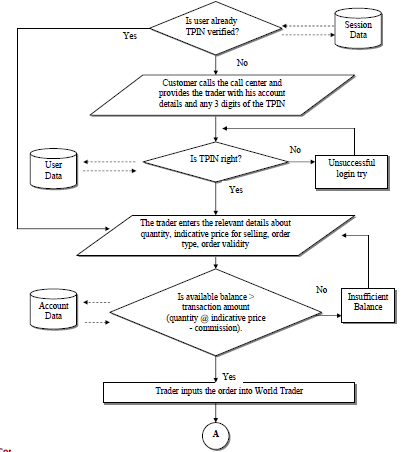 Is user already
TPIN verified?
Session
Data
Yes
No
Customer calls the call center and
provides the trader with his account
details and any 3 digits of the TPIN
User
Data
Is TPIN right?
No
Unsuccessful
login try
Yes
The trader enters the relevant details about
quantity, indicative price for selling, order
type, order validity
Account
Data
Is available balance >
transaction amount
(quantity @ indicative price
- commission).
No
Insufficient
Balance
Yes
Trader inputs the order into World Trader
A